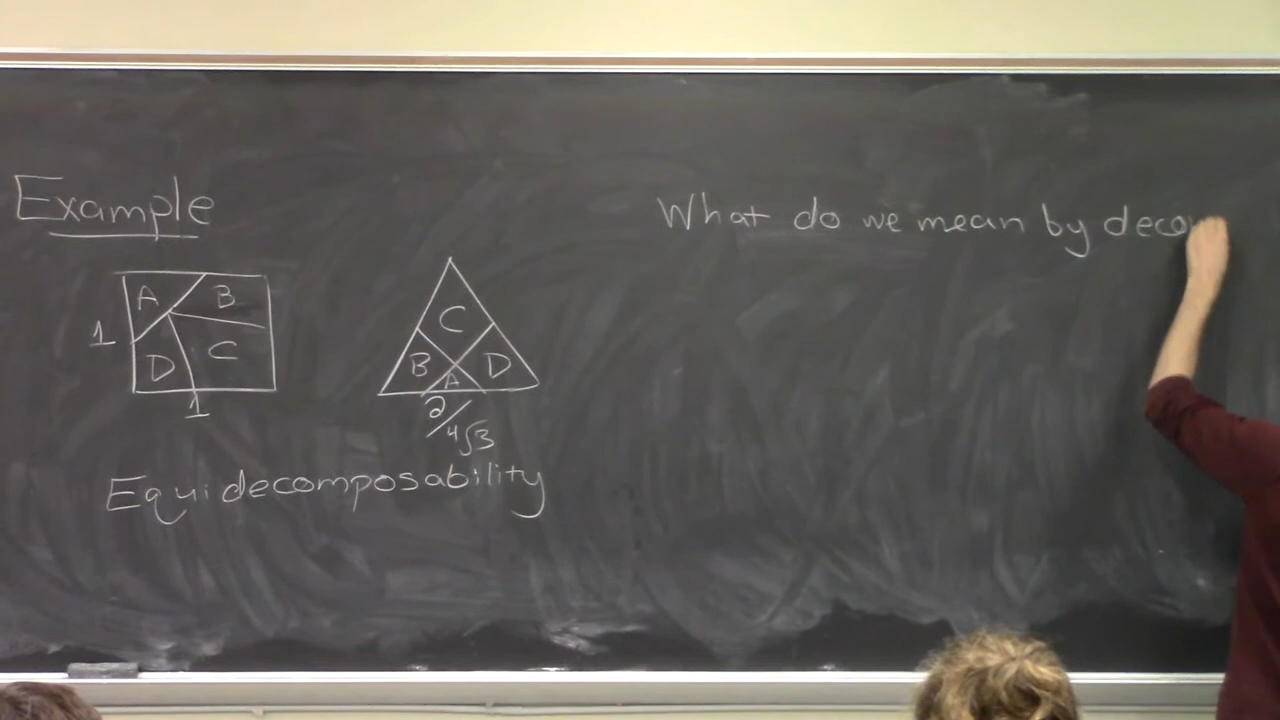 Example
A B
1
D C
1
C
B A D
2/4√3
Equidecomposability
What do we mean by deco